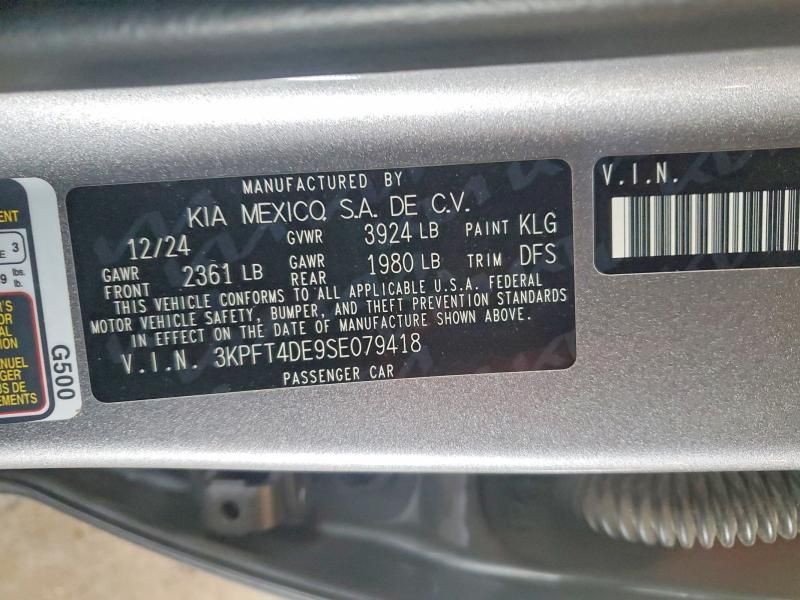 MANUFACTURED BY
KIA MEXICO, S.A. DE C.V.
12/24 GVWR 3924 LB PAINT KLG
GAWR FRONT 2361 LB GAWR REAR 1980 LB TRIM DFS
THIS VEHICLE CONFORMS TO ALL APPLICABLE U.S.A. FEDERAL
MOTOR VEHICLE SAFETY, BUMPER, AND THEFT PREVENTION STANDARDS
IN EFFECT ON THE DATE OF MANUFACTURE SHOWN ABOVE.
V.I.N. 3KPFT4DE9SE079418
PASSENGER CAR
V.I.N.
G500
3
lbs.